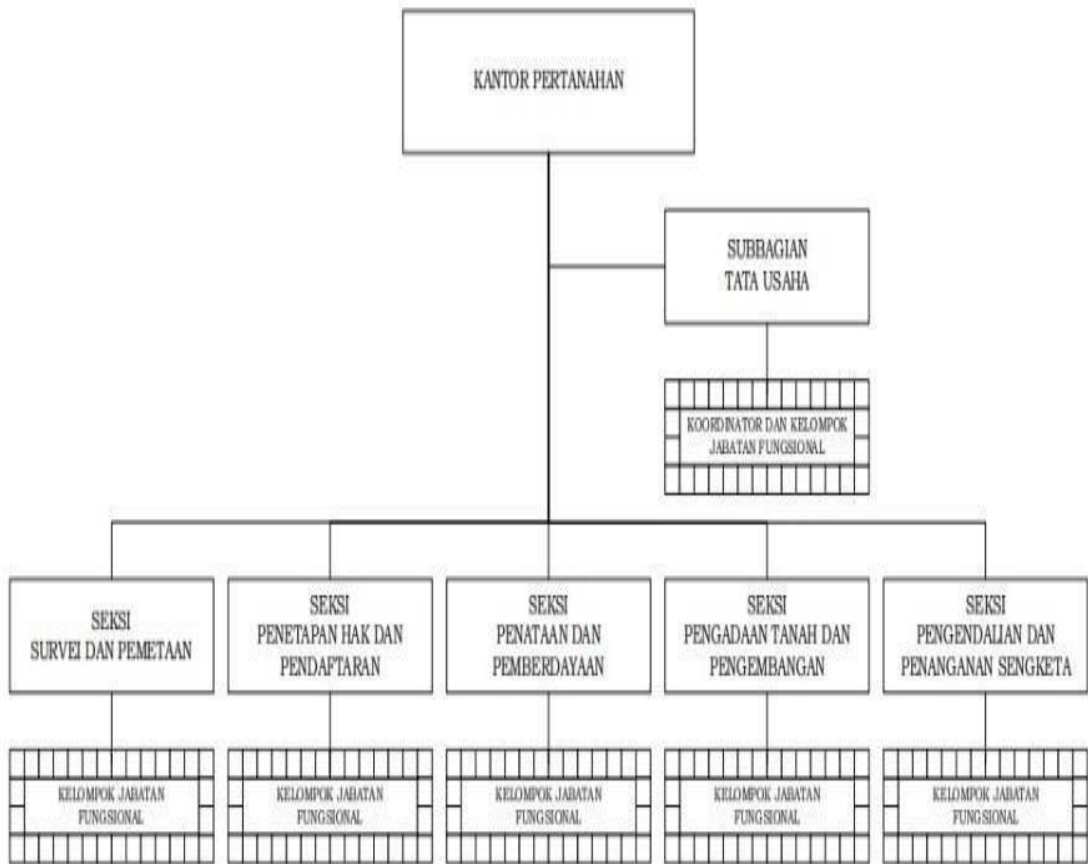 KANTOR PERTANAHAN
SUBBAGIAN
TATA USAHA
KOORDINATOR DAN KELOMPOK
JABATAN FUNGSIONAL
SEKSI
SURVEI DAN PEMETAAN
SEKSI
PENETAPAN HAK DAN
PENDAFTARAN
SEKSI
PENATAAN DAN
PEMBERDAYAAN
SEKSI
PENGADAAN TANAH DAN
PENGEMBANGAN
SEKSI
PENGENDALIAN DAN
PENANGANAN SENGKETA
KELOMPOK JABATAN
FUNGSIONAL
KELOMPOK JABATAN
FUNGSIONAL
KELOMPOK JABATAN
FUNGSIONAL
KELOMPOK JABATAN
FUNGSIONAL
KELOMPOK JABATAN
FUNGSIONAL